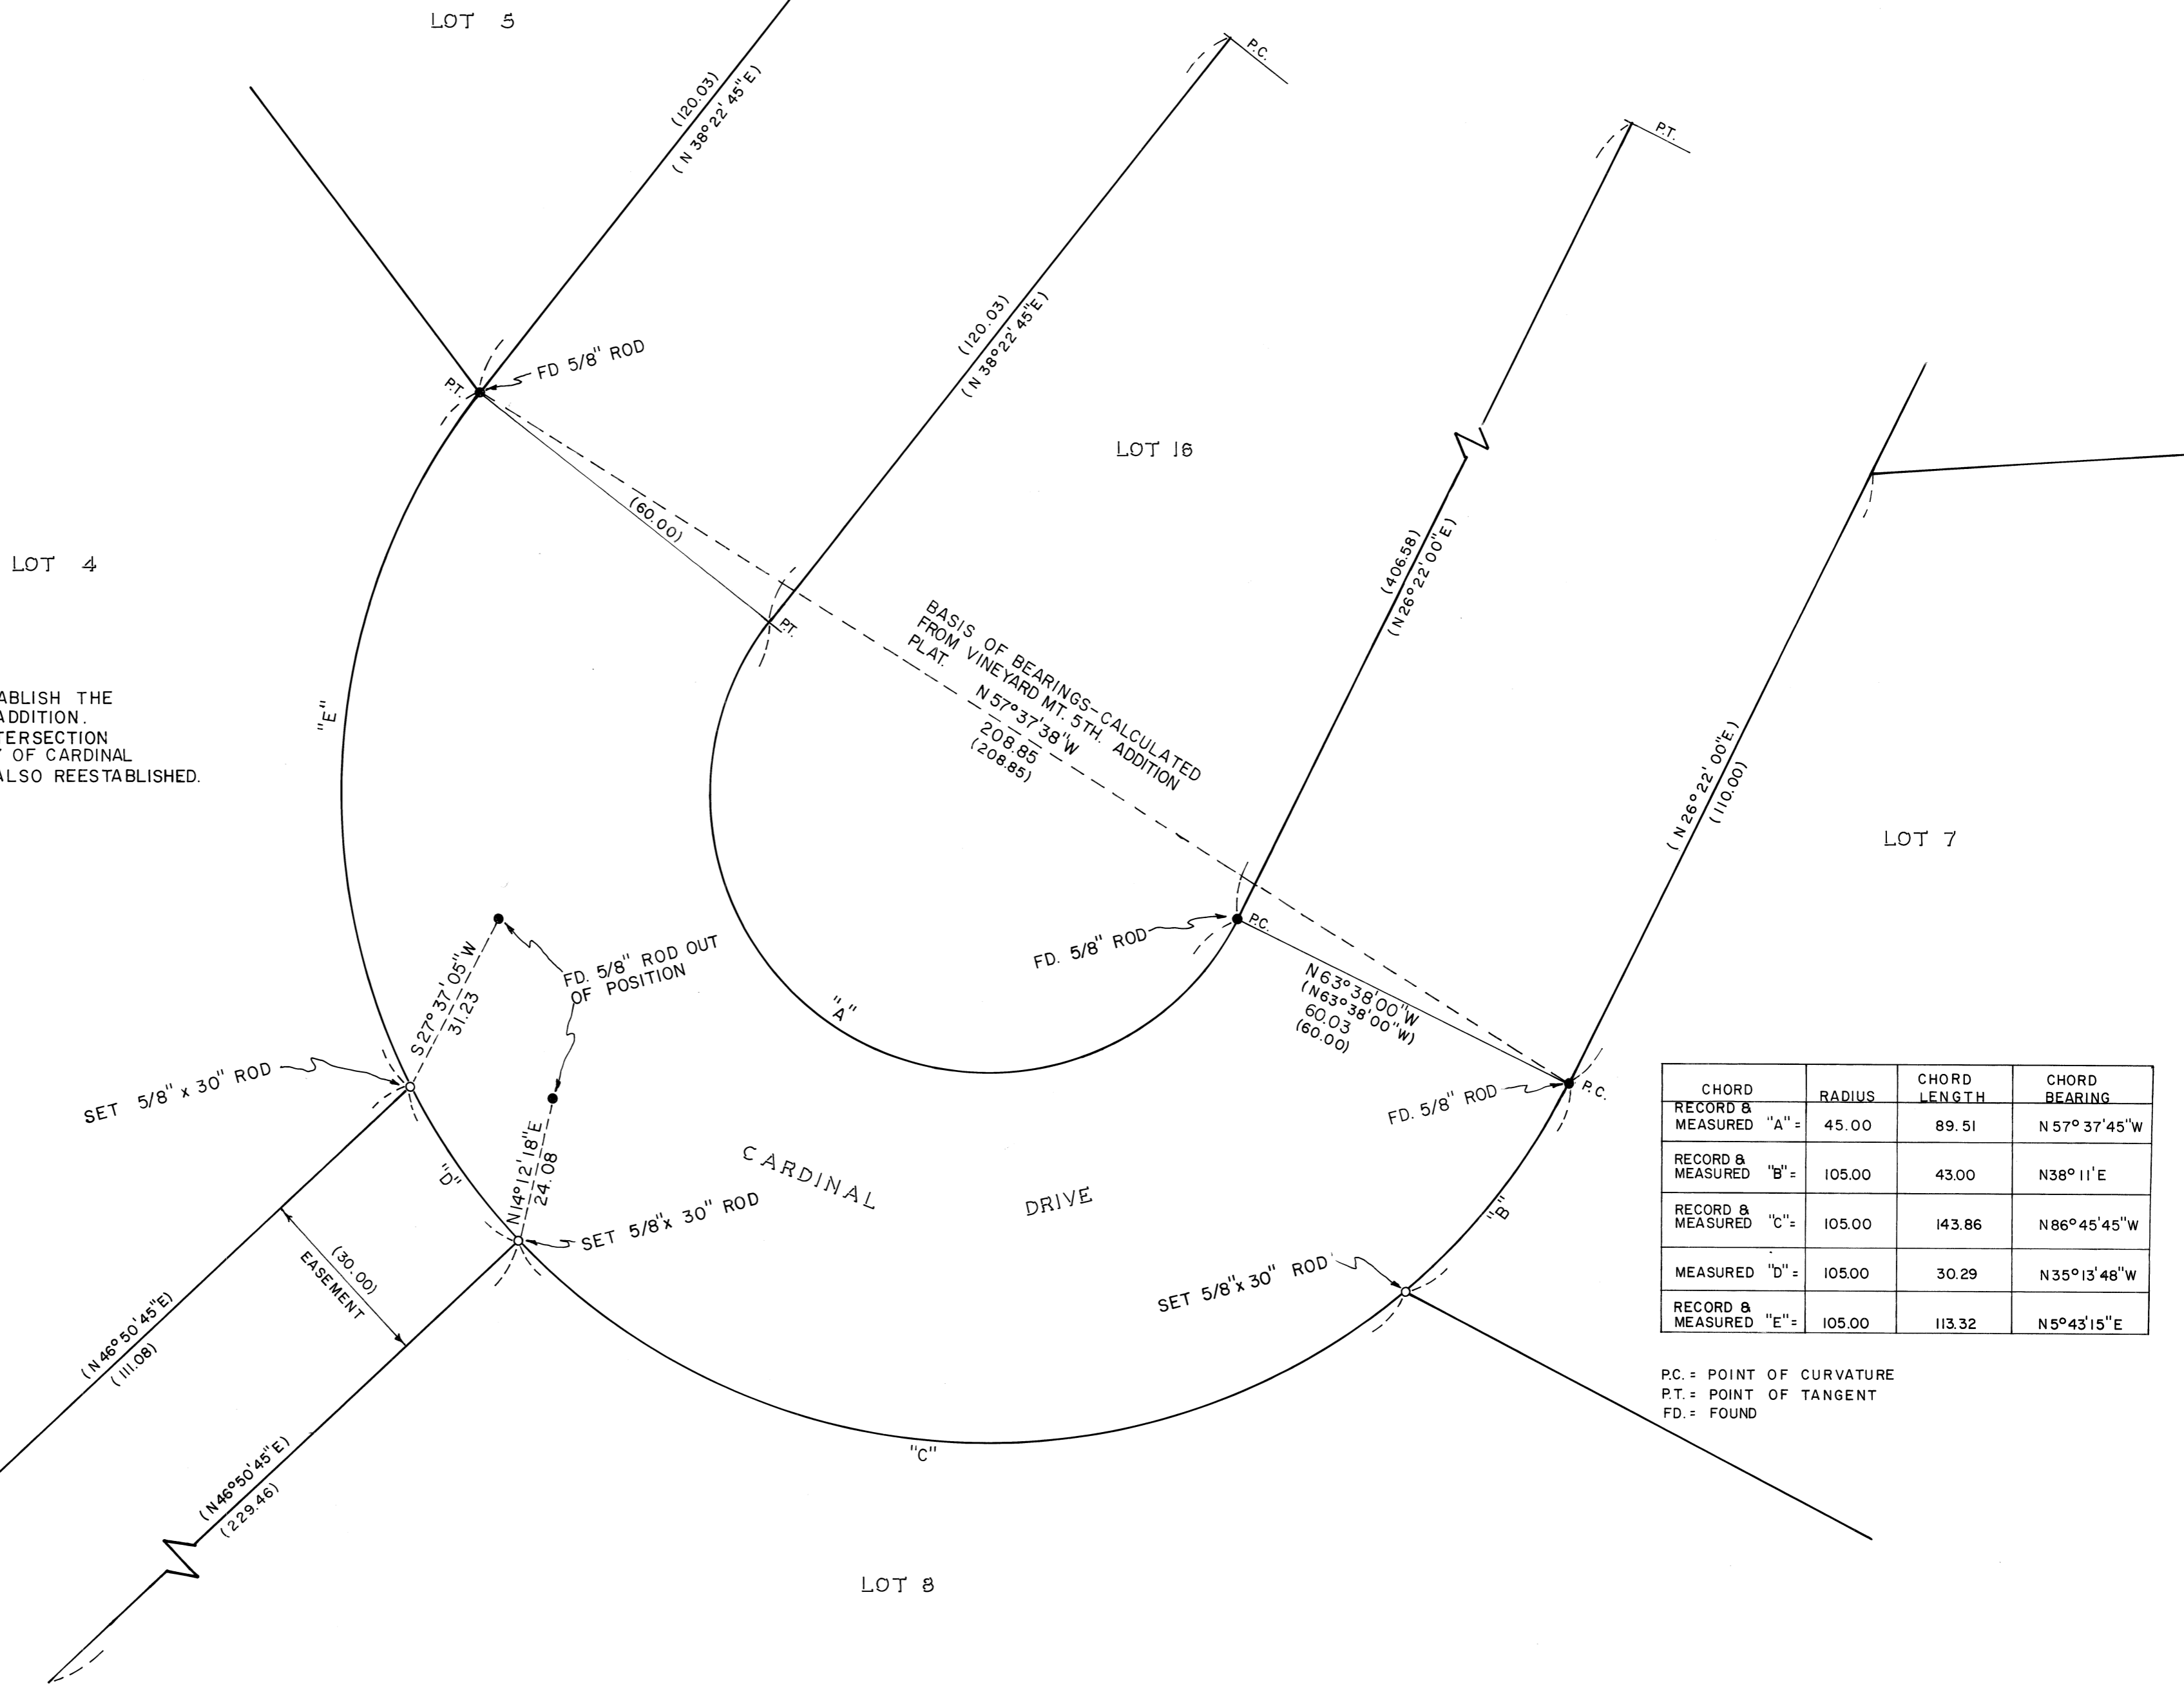 LOT 5
(120.03)
(N 38°22'45"E)
P.C.
P.T.
FD 5/8" ROD
P.T.
(60.00)
(120.03)
(N 38°22'45"E)
LOT 16
LOT 4
P.T.
(406.58)
(N 26°22'00"E)
BASIS OF BEARINGS-CALCULATED
FROM VINEYARD MT. 5TH. ADDITION
PLAT.
N 57°37'38"W
208.85
(208.85)
ABLISH THE
ADDITION.
TERSECTION
OF CARDINAL
ALSO REESTABLISHED.
"E"
(N 26°22'00"E)
(110.00)
LOT 7
FD. 5/8" ROD
P.C.
"A"
FD. 5/8" ROD OUT
OF POSITION
S27°37'05"W
31.23
N63°38'00"W
(N63°38'00"W)
60.03
(60.00)
SET 5/8" x 30" ROD
FD. 5/8" ROD
P.C.
"D"
N14°12'18"E
24.08
CARDINAL DRIVE
SET 5/8"x 30" ROD
"B"
SET 5/8"x 30" ROD
(30.00)
EASEMENT
(N 46°50'45"E)
(111.08)
"C"
(N 46°50'45"E)
(229.46)
LOT 8
CHORD RADIUS CHORD LENGTH CHORD BEARING
RECORD & MEASURED "A"= 45.00 89.51 N 57°37'45"W
RECORD & MEASURED "B"= 105.00 43.00 N38°11'E
RECORD & MEASURED "C"= 105.00 143.86 N86°45'45"W
MEASURED "D"= 105.00 30.29 N35°13'48"W
RECORD & MEASURED "E"= 105.00 113.32 N5°43'15"E
P.C.= POINT OF CURVATURE
P.T.= POINT OF TANGENT
FD.= FOUND